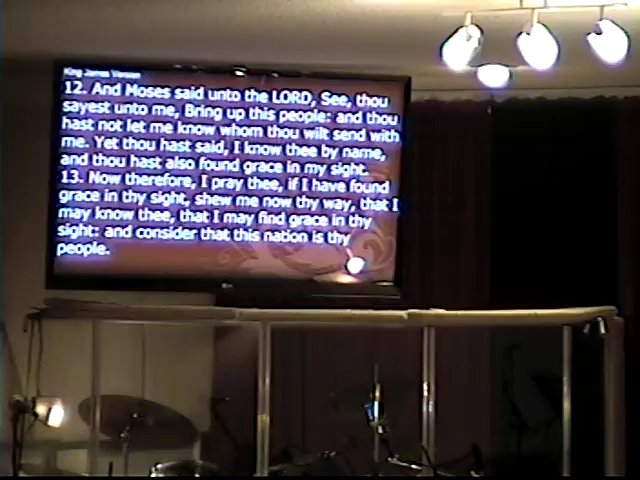 King James Version
12. And Moses said unto the LORD, See, thou
sayest unto me, Bring up this people: and thou
hast not let me know whom thou wilt send with
me. Yet thou hast said, I know thee by name,
and thou hast also found grace in my sight.
13. Now therefore, I pray thee, if I have found
grace in thy sight, shew me now thy way, that I
may know thee, that I may find grace in thy
sight: and consider that this nation is thy
people.